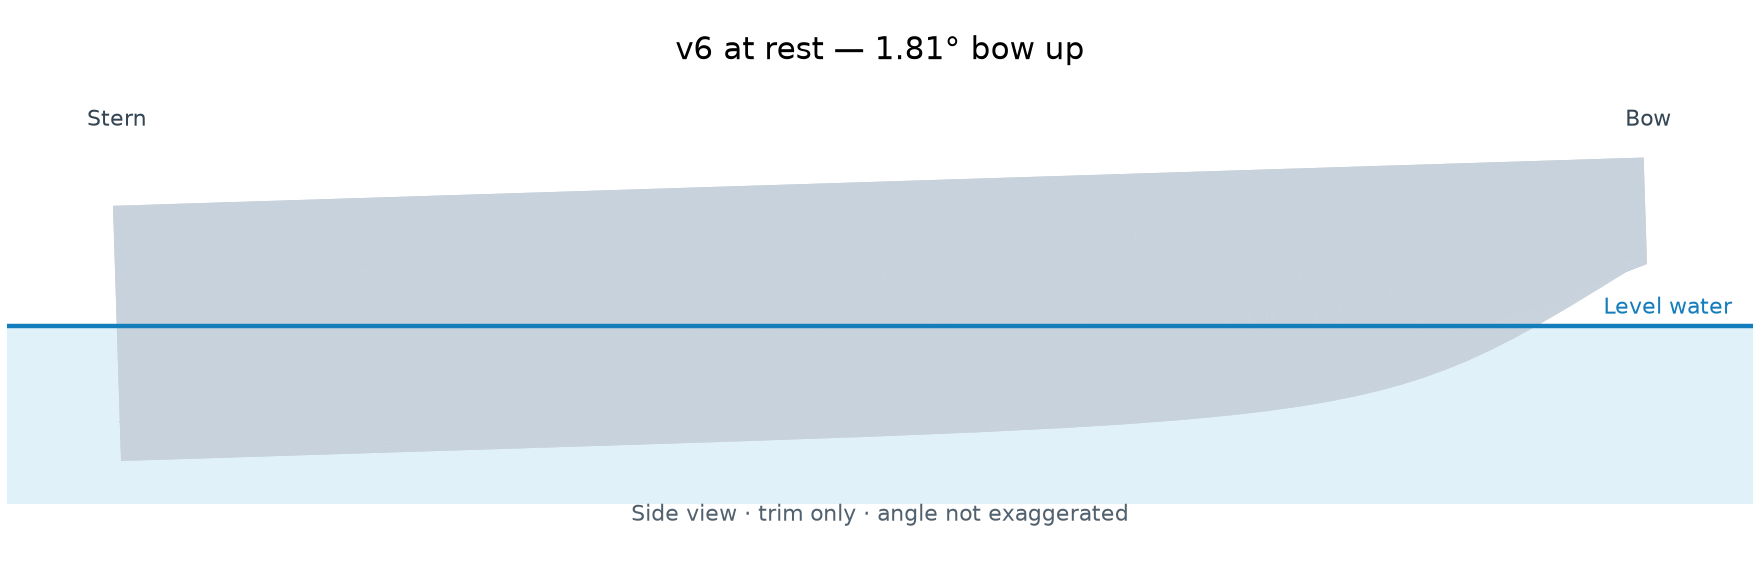 v6 at rest — 1.81° bow up
Stern
Bow
Level water
Side view · trim only · angle not exaggerated